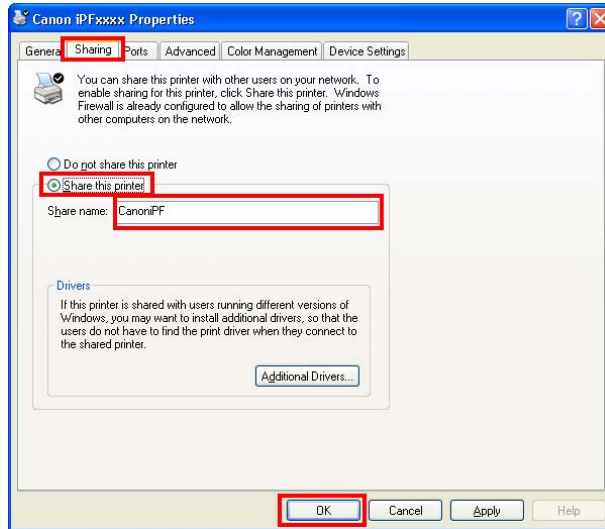 Canon iPFxxxx Properties
General Sharing Ports Advanced Color Management Device Settings
You can share this printer with other users on your network. To
enable sharing for this printer, click Share this printer. Windows
Firewall is already configured to allow the sharing of printers with
other computers on the network.
Do not share this printer
Share this printer
Share name: CanoniPF
Drivers
If this printer is shared with users running different versions of
Windows, you may want to install additional drivers, so that the
users do not have to find the print driver when they connect to
the shared printer.
Additional Drivers...
OK Cancel Apply Help